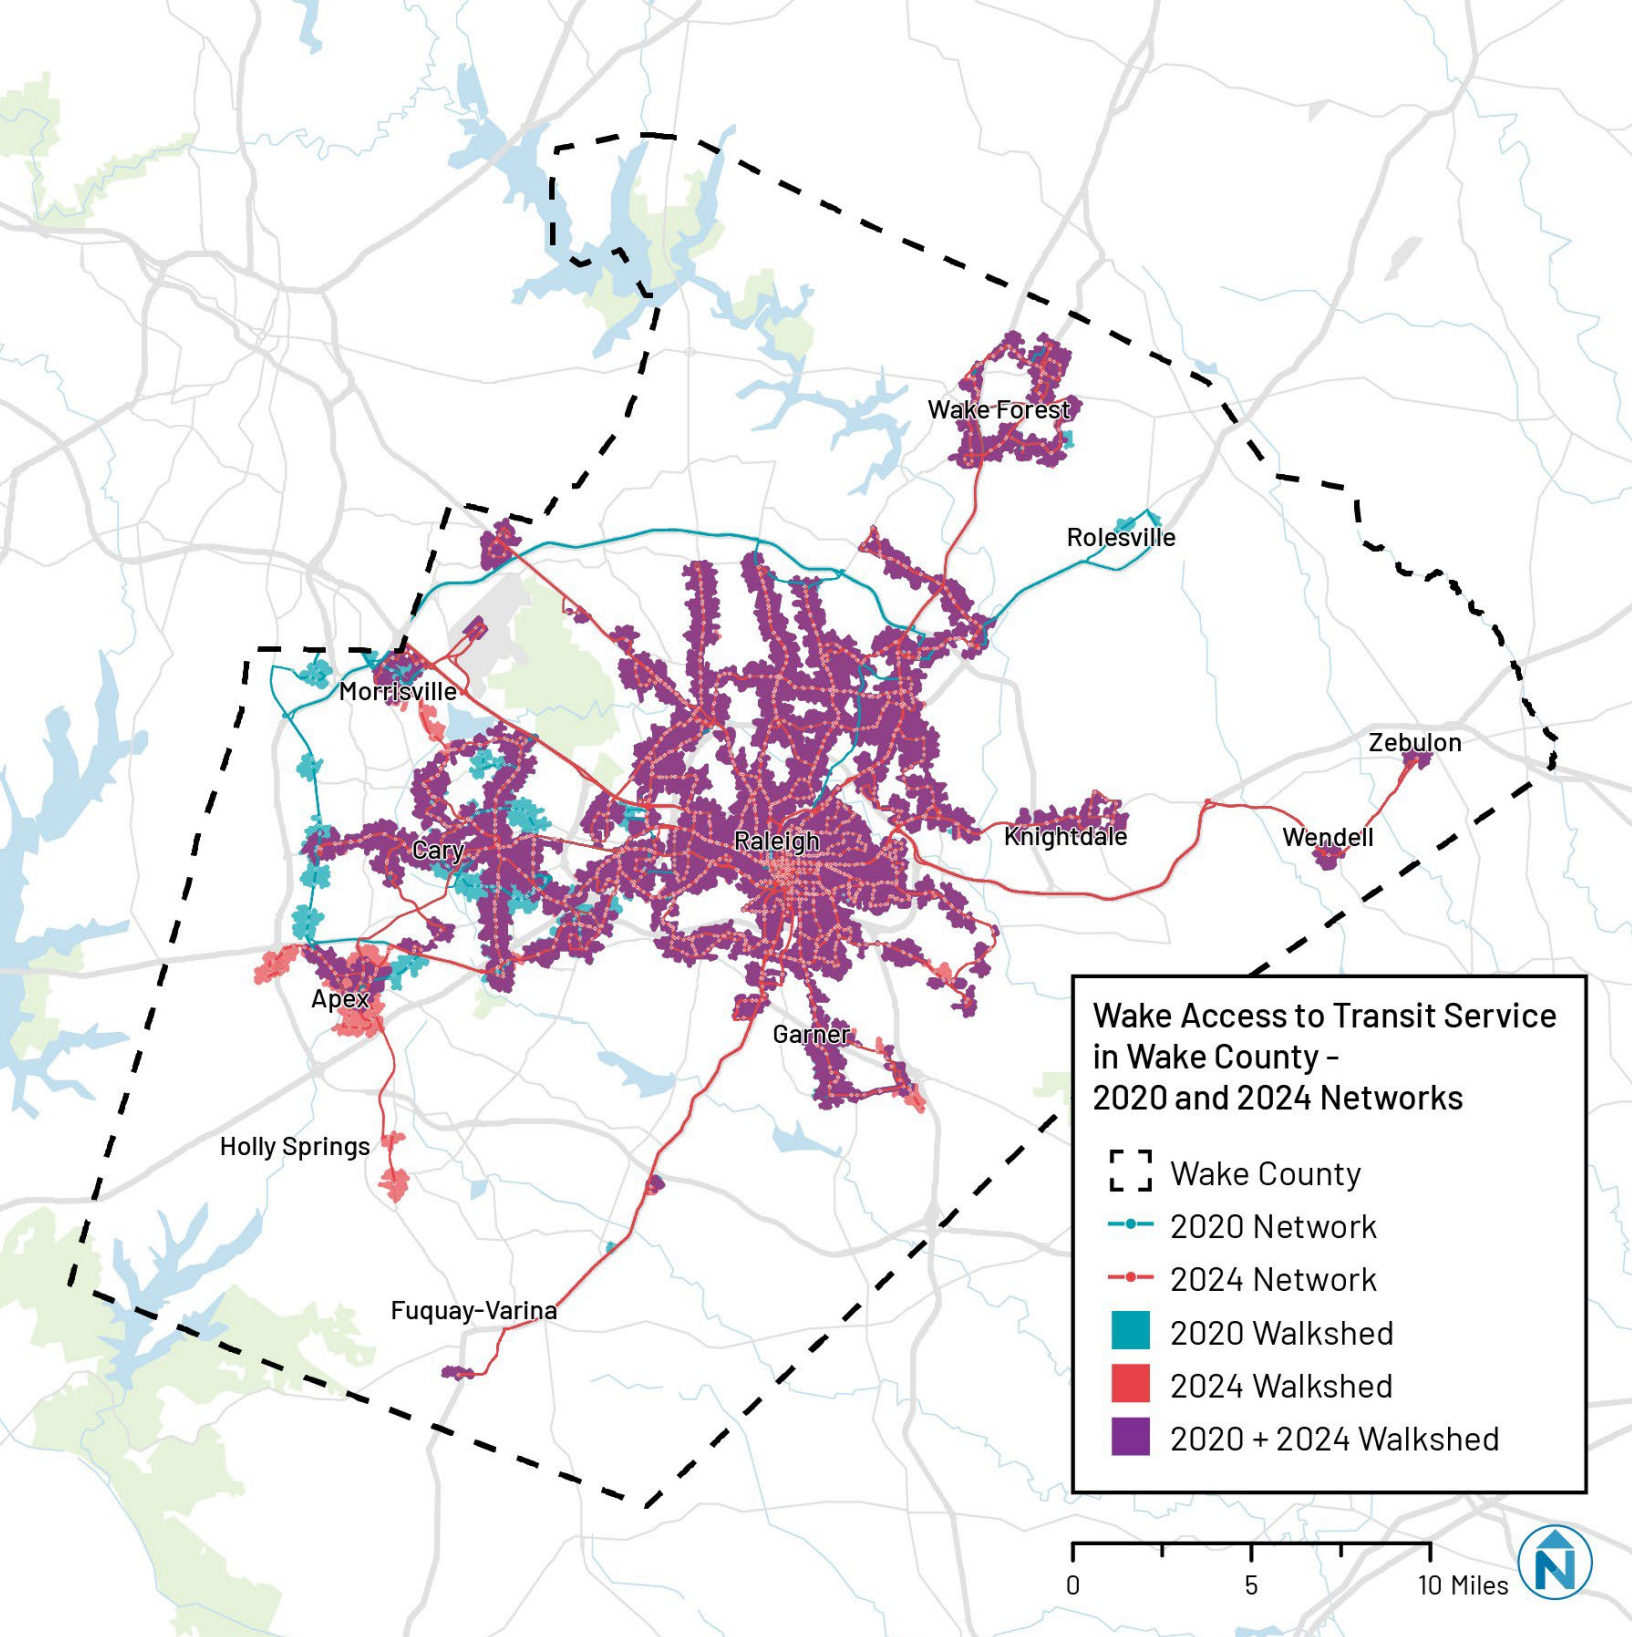 Wake Forest
Rolesville
Morrisville
Zebulon
Knightdale
Wendell
Raleigh
Cary
Apex
Garner
Holly Springs
Fuquay-Varina
Wake Access to Transit Service
in Wake County -
2020 and 2024 Networks
Wake County
2020 Network
2024 Network
2020 Walkshed
2024 Walkshed
2020 + 2024 Walkshed
0 5 10 Miles
N